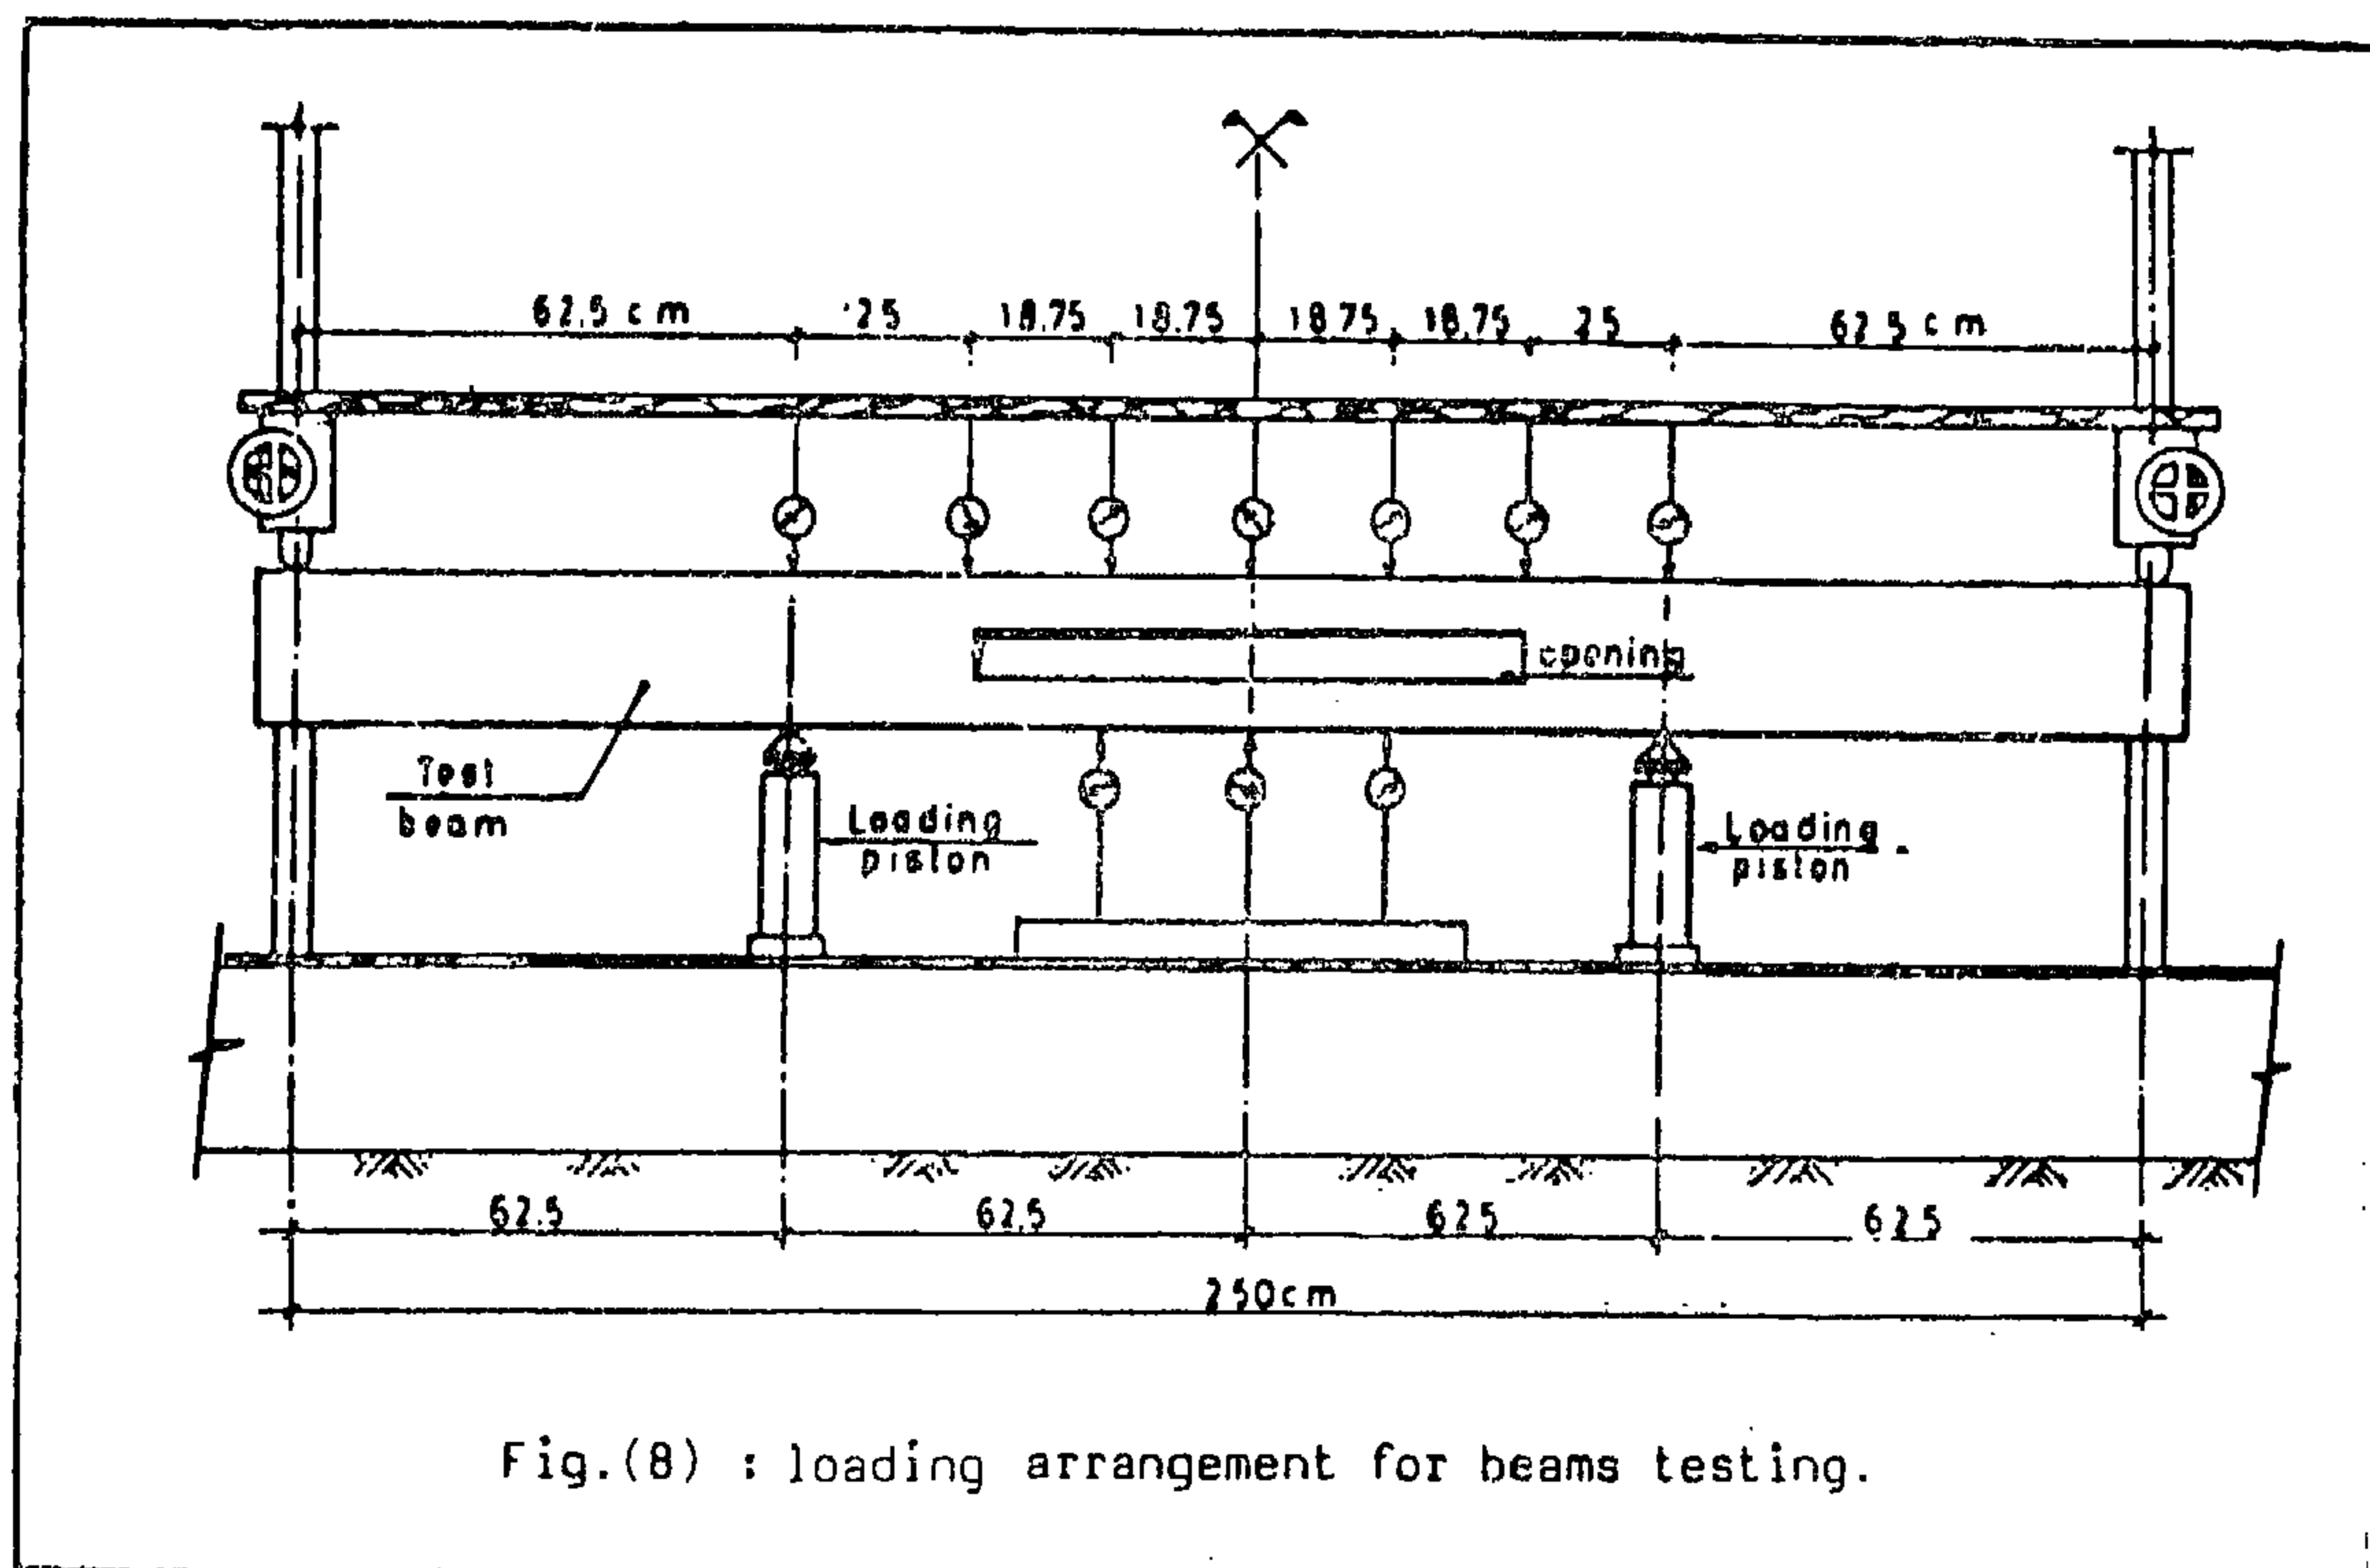 62.5 cm 25 18.75 18.75 18.75 18.75 25 62.5 cm
opening
Test
beam
Loading
piston
Loading
piston
62.5 62.5 62.5 62.5
250cm
Fig.(8) : loading arrangement for beams testing.